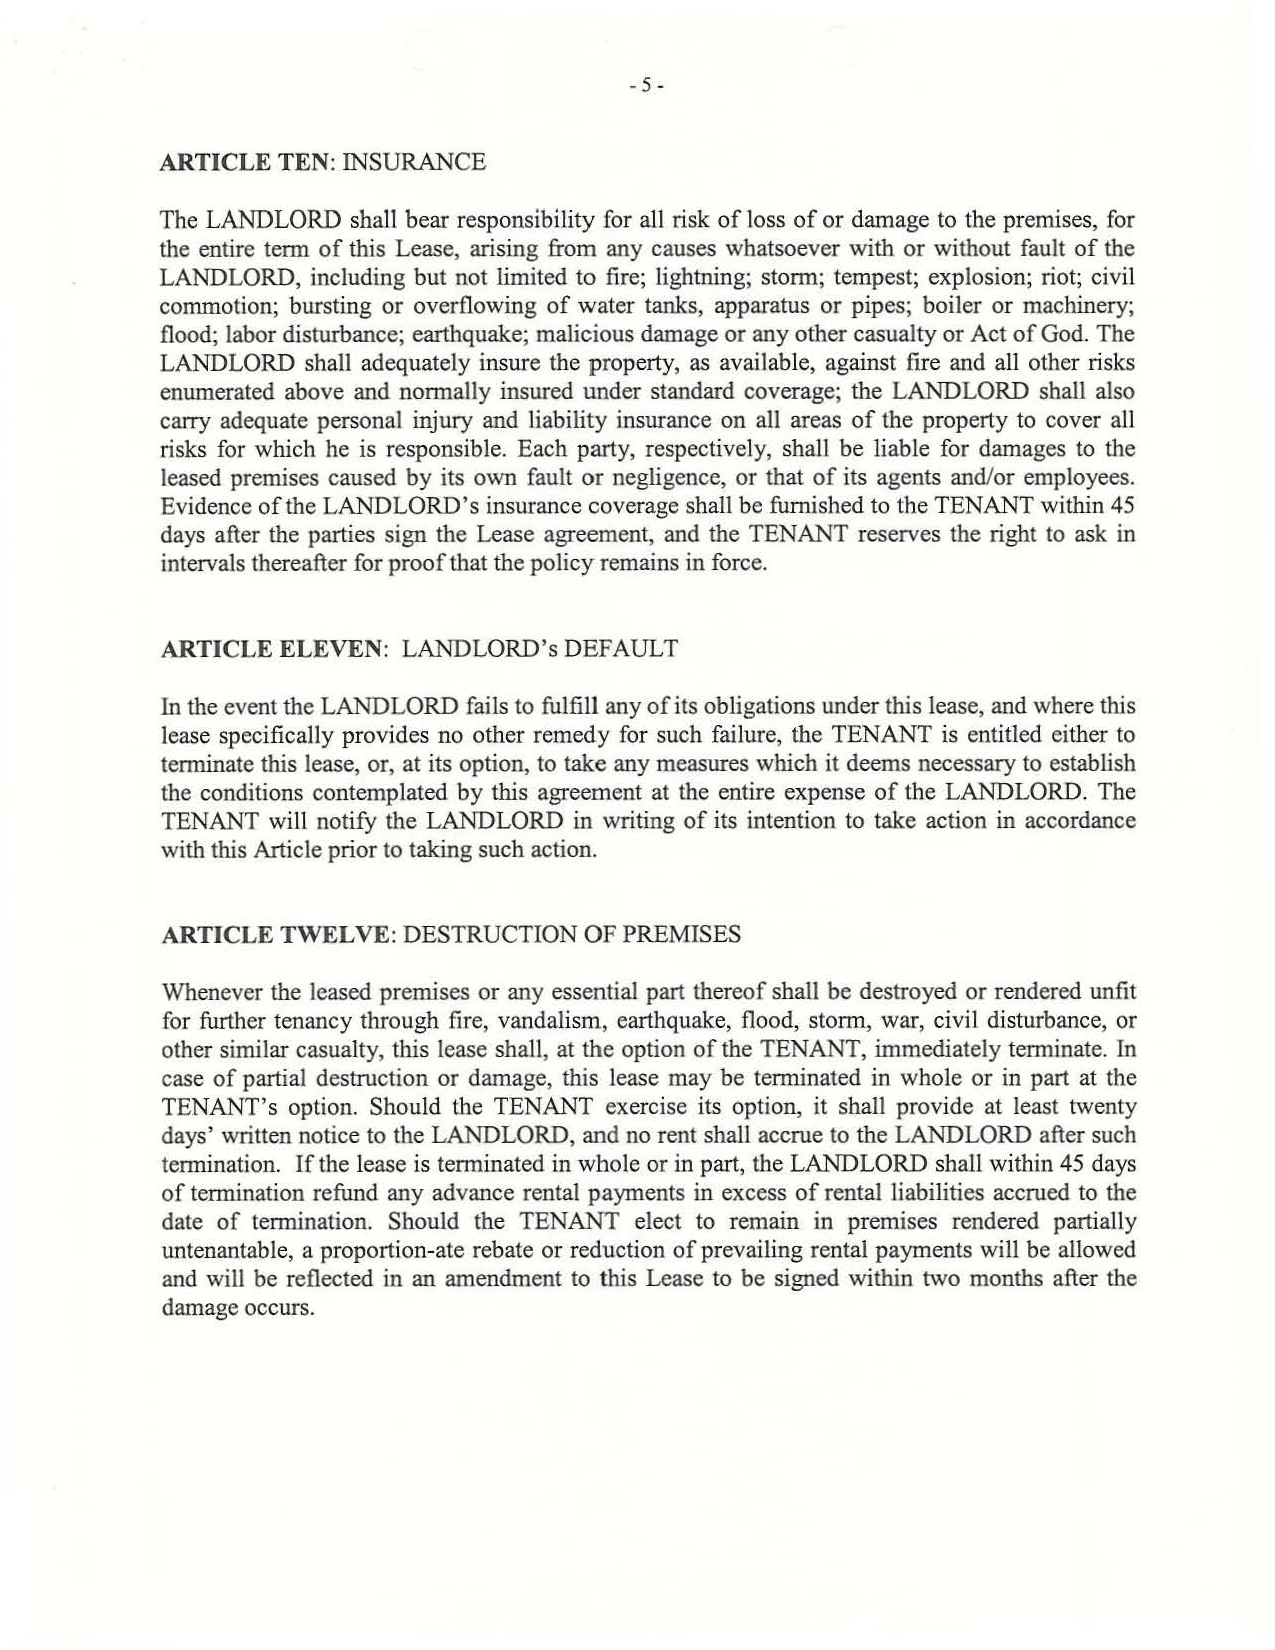 - 5 -
ARTICLE TEN: INSURANCE
The LANDLORD shall bear responsibility for all risk of loss of or damage to the premises, for
the entire term of this Lease, arising from any causes whatsoever with or without fault of the
LANDLORD, including but not limited to fire; lightning; storm; tempest; explosion; riot; civil
commotion; bursting or overflowing of water tanks, apparatus or pipes; boiler or machinery;
flood; labor disturbance; earthquake; malicious damage or any other casualty or Act of God. The
LANDLORD shall adequately insure the property, as available, against fire and all other risks
enumerated above and normally insured under standard coverage; the LANDLORD shall also
carry adequate personal injury and liability insurance on all areas of the property to cover all
risks for which he is responsible. Each party, respectively, shall be liable for damages to the
leased premises caused by its own fault or negligence, or that of its agents and/or employees.
Evidence of the LANDLORD's insurance coverage shall be furnished to the TENANT within 45
days after the parties sign the Lease agreement, and the TENANT reserves the right to ask in
intervals thereafter for proof that the policy remains in force.
ARTICLE ELEVEN: LANDLORD's DEFAULT
In the event the LANDLORD fails to fulfill any of its obligations under this lease, and where this
lease specifically provides no other remedy for such failure, the TENANT is entitled either to
terminate this lease, or, at its option, to take any measures which it deems necessary to establish
the conditions contemplated by this agreement at the entire expense of the LANDLORD. The
TENANT will notify the LANDLORD in writing of its intention to take action in accordance
with this Article prior to taking such action.
ARTICLE TWELVE: DESTRUCTION OF PREMISES
Whenever the leased premises or any essential part thereof shall be destroyed or rendered unfit
for further tenancy through fire, vandalism, earthquake, flood, storm, war, civil disturbance, or
other similar casualty, this lease shall, at the option of the TENANT, immediately terminate. In
case of partial destruction or damage, this lease may be terminated in whole or in part at the
TENANT's option. Should the TENANT exercise its option, it shall provide at least twenty
days' written notice to the LANDLORD, and no rent shall accrue to the LANDLORD after such
termination. If the lease is terminated in whole or in part, the LANDLORD shall within 45 days
of termination refund any advance rental payments in excess of rental liabilities accrued to the
date of termination. Should the TENANT elect to remain in premises rendered partially
untenantable, a proportion-ate rebate or reduction of prevailing rental payments will be allowed
and will be reflected in an amendment to this Lease to be signed within two months after the
damage occurs.